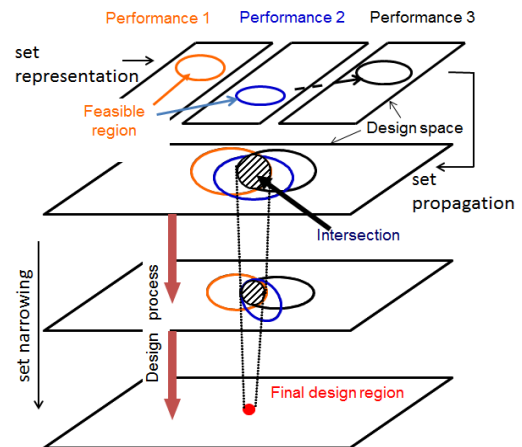 Performance 1
Performance 2
Performance 3
set
representation
Feasible
region
Design space
set
propagation
Intersection
set narrowing
Design process
Final design region